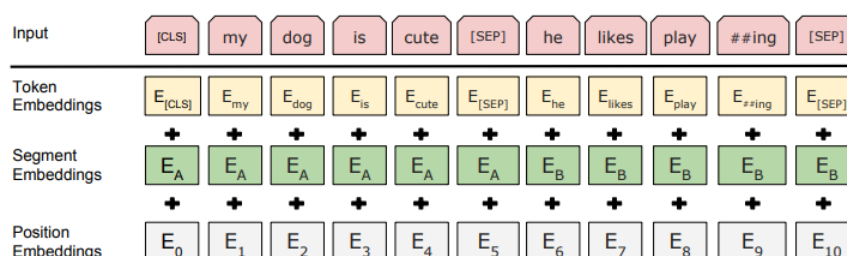 Input [CLS] my dog is cute [SEP] he likes play ##ing [SEP]
Token
Embeddings E[CLS] Emy Edog Eis Ecute E[SEP] Ehe Elikes Eplay E##ing E[SEP]
Segment
Embeddings EA EA EA EA EA EA EB EB EB EB EB
Position
Embeddings E0 E1 E2 E3 E4 E5 E6 E7 E8 E9 E10